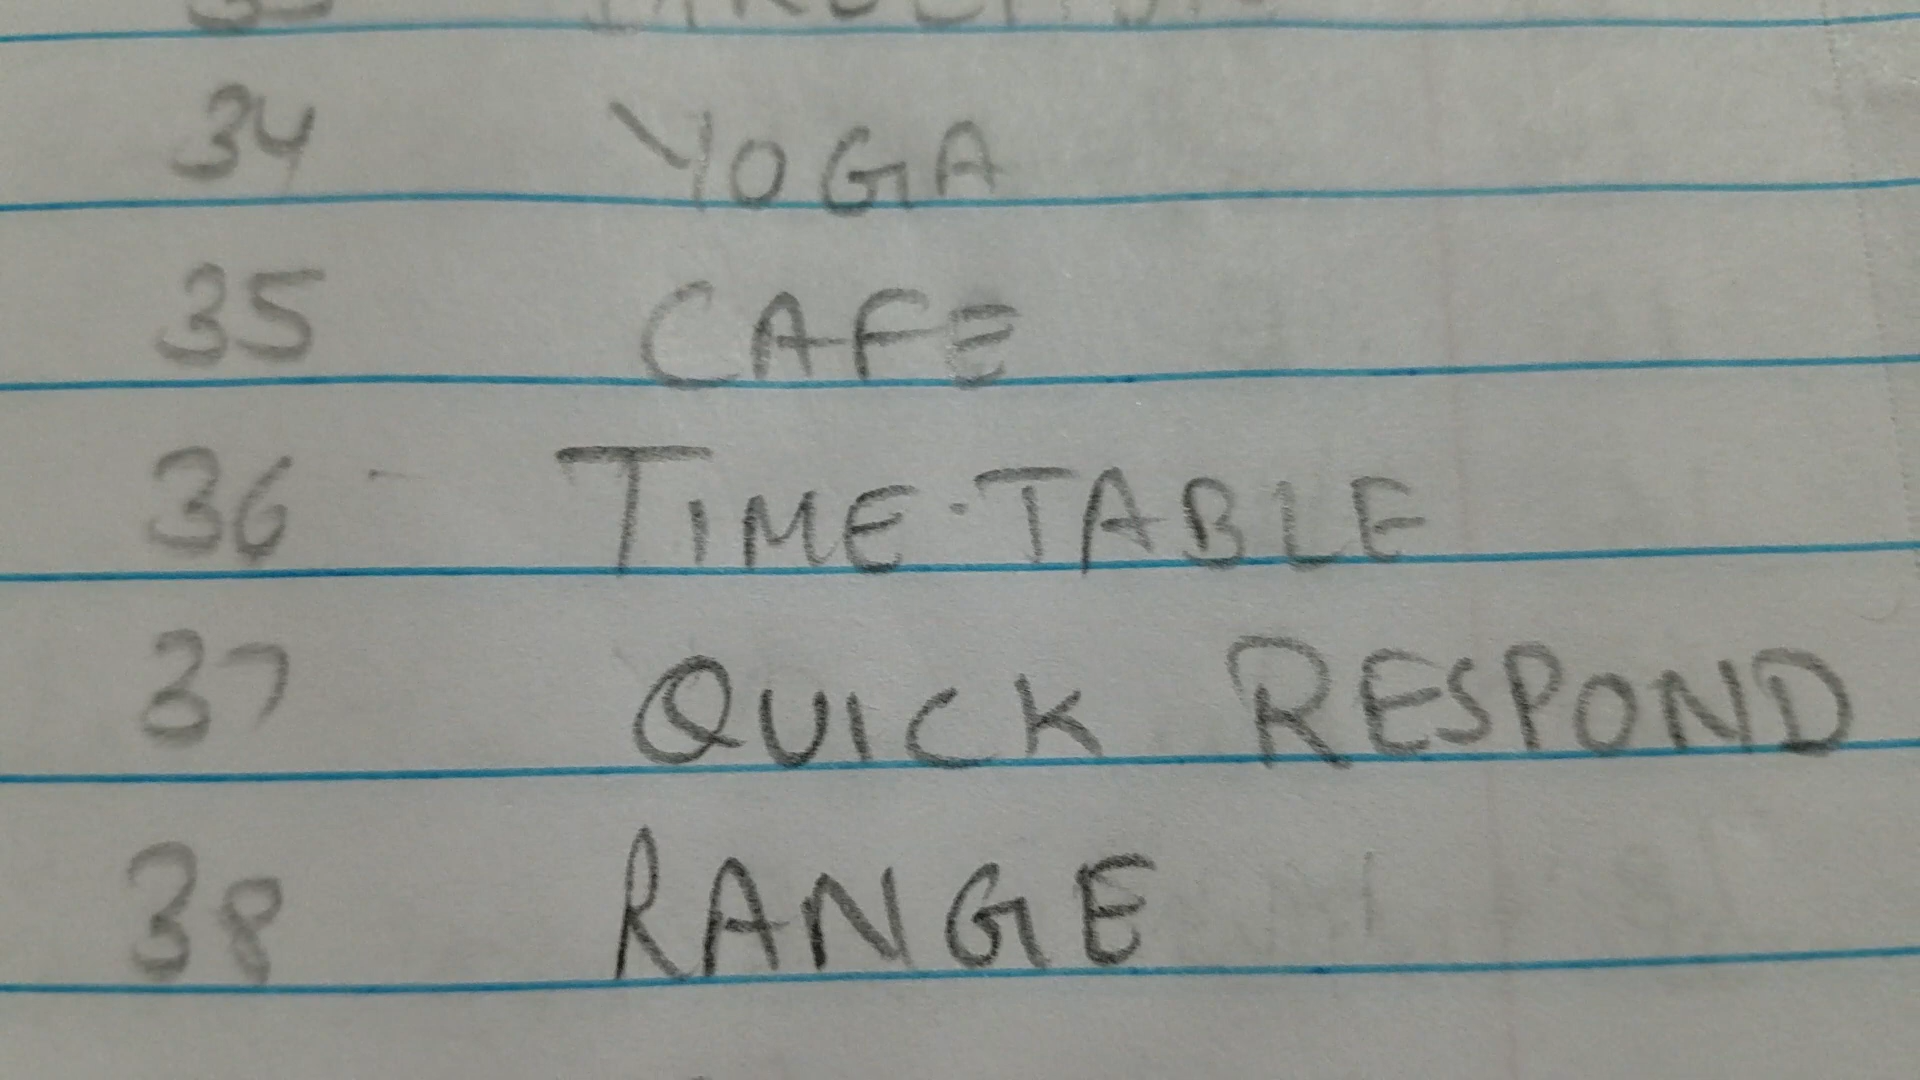 34 YOGA
35 CAFE
36 - TIME-TABLE
37 QUICK RESPOND
38 RANGE